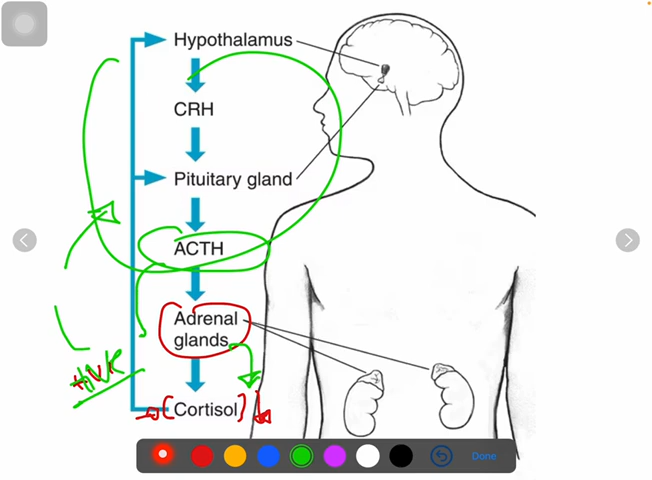 Hypothalamus
CRH
Pituitary gland
ACTH
Adrenal
glands
Cortisol
Done